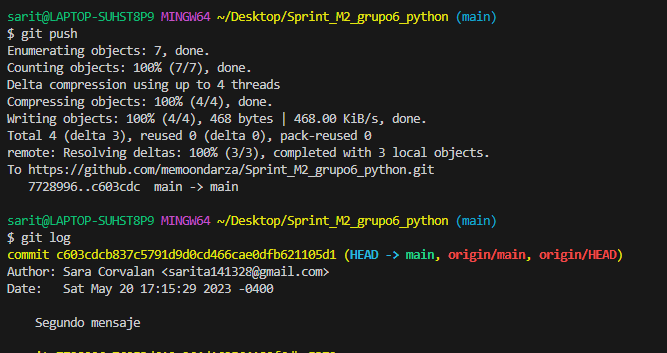 sarit@LAPTOP-SUHST8P9 MINGW64 ~/Desktop/Sprint_M2_grupo6_python (main)
$ git push
Enumerating objects: 7, done.
Counting objects: 100% (7/7), done.
Delta compression using up to 4 threads
Compressing objects: 100% (4/4), done.
Writing objects: 100% (4/4), 468 bytes | 468.00 KiB/s, done.
Total 4 (delta 3), reused 0 (delta 0), pack-reused 0
remote: Resolving deltas: 100% (3/3), completed with 3 local objects.
To https://github.com/memoondarza/Sprint_M2_grupo6_python.git
   7728996..c603cdc  main -> main
sarit@LAPTOP-SUHST8P9 MINGW64 ~/Desktop/Sprint_M2_grupo6_python (main)
$ git log
commit c603cdcb837c5791d9d0cd466cae0dfb621105d1 (HEAD -> main, origin/main, origin/HEAD)
Author: Sara Corvalan <sarita141328@gmail.com>
Date:   Sat May 20 17:15:29 2023 -0400
    Segundo mensaje